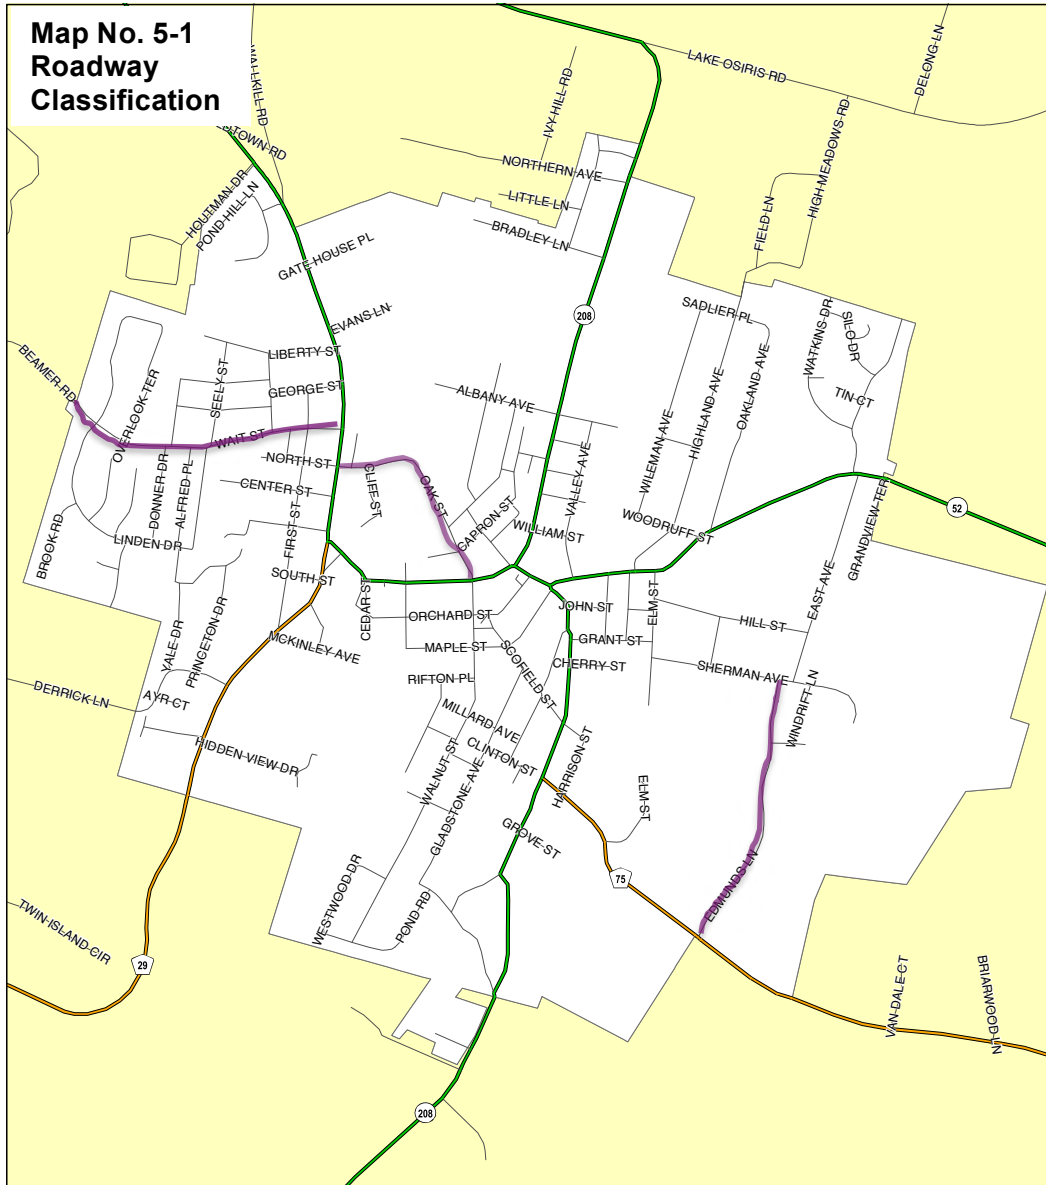 Map No. 5-1
Roadway
Classification
WALLKILL RD
TOWN RD
LAKE OSIRIS RD
DELONG LN
IVY HILL RD
HIGH MEADOWS RD
NORTHERN AVE
LITTLE LN
BRADLEY LN
HOUTMAN DR
POND HILL LN
GATE HOUSE PL
FIELD LN
EVANS LN
208
SADLIER PL
WATKINS DR
SILO DR
LIBERTY ST
BEAMER RD
GEORGE ST
SEELY ST
OVERLOOK TER
ALBANY AVE
HIGHLAND AVE
OAKLAND AVE
TIN CT
WILEMAN AVE
WAIT ST
NORTH ST
CLIFF ST
OAK ST
VALLEY AVE
CENTER ST
DONNER DR
ALFRED PL
CAPRON ST
WILLIAM ST
WOODRUFF ST
GRANDVIEW TER
52
BROOK RD
LINDEN DR
FIRST ST
SOUTH ST
CEDAR ST
ORCHARD ST
JOHN ST
ELM ST
EAST AVE
HILL ST
YALE DR
PRINCETON DR
MCKINLEY AVE
MAPLE ST
SCOFIELD ST
GRANT ST
CHERRY ST
SHERMAN AVE
DERRICK LN
AYR CT
RIFTON PL
MILLARD AVE
CLINTON ST
WINDRIFT LN
HIDDEN VIEW DR
WALNUT ST
GLADSTONE AVE
HARRISON ST
ELM ST
GROVE ST
75
EDMUNDS LN
WESTWOOD DR
POND RD
TWIN ISLAND CIR
29
VAN DALE CT
BRIARWOOD LN
208